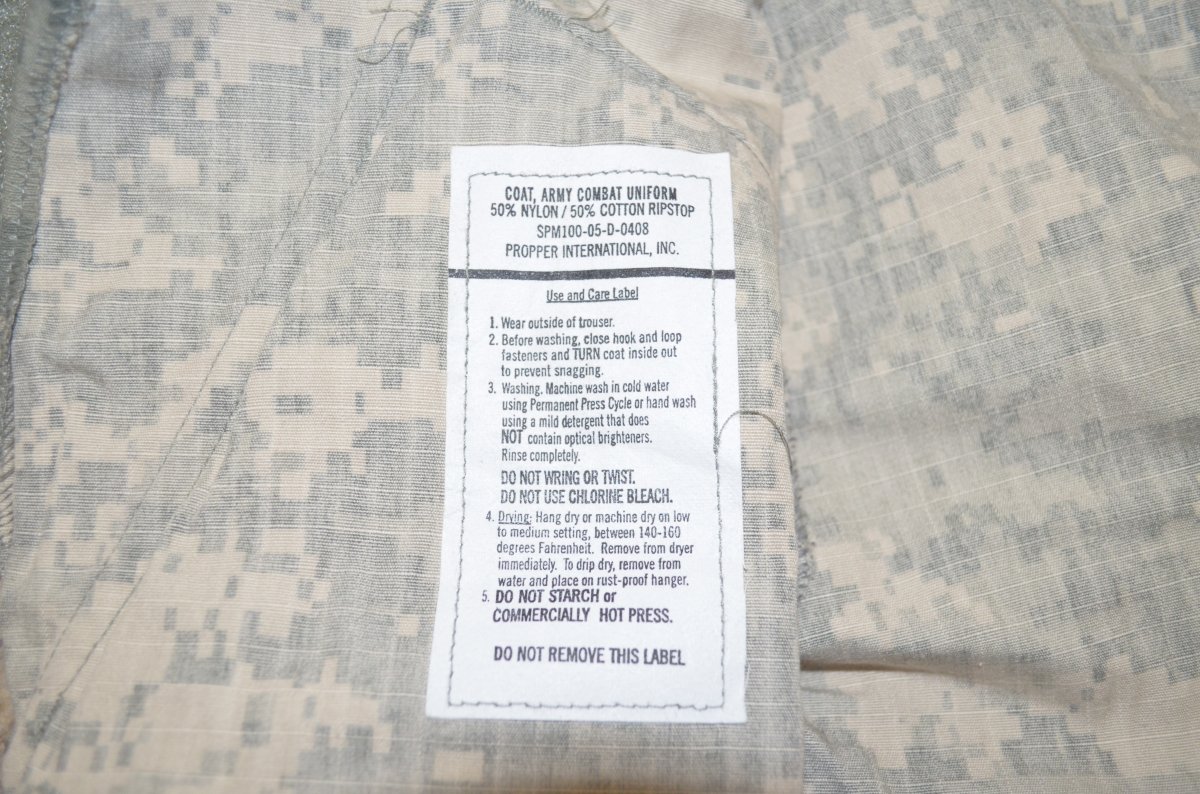 COAT, ARMY COMBAT UNIFORM
50% NYLON / 50% COTTON RIPSTOP
SPM100-05-D-0408
PROPPER INTERNATIONAL, INC.
Use and Care Label
1. Wear outside of trouser.
2. Before washing, close hook and loop
fasteners and TURN coat inside out
to prevent snagging.
3. Washing. Machine wash in cold water
using Permanent Press Cycle or hand wash
using a mild detergent that does
NOT contain optical brighteners.
Rinse completely.
DO NOT WRING OR TWIST.
DO NOT USE CHLORINE BLEACH.
4. Drying: Hang dry or machine dry on low
to medium setting, between 140-160
degrees Fahrenheit. Remove from dryer
immediately. To drip dry, remove from
water and place on rust-proof hanger.
5. DO NOT STARCH or
COMMERCIALLY HOT PRESS.
DO NOT REMOVE THIS LABEL